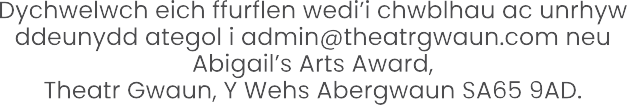 Dychwelwch eich ffurflen wedi’i chwblhau ac unrhyw
ddeunydd ategol i admin@theatrgwaun.com neu
Abigail’s Arts Award,
Theatr Gwaun, Y Wehs Abergwaun SA65 9AD.